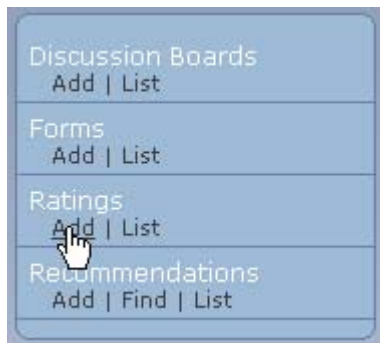 Discussion Boards
Add | List
Forms
Add | List
Ratings
Add | List
Recommendations
Add | Find | List